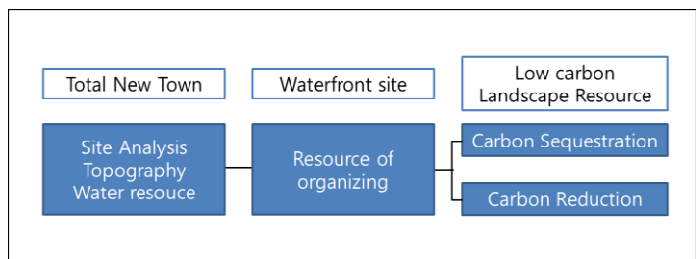 Total New Town
Waterfront site
Low carbon
Landscape Resource
Site Analysis
Topography
Water resouce
Resource of
organizing
Carbon Sequestration
Carbon Reduction